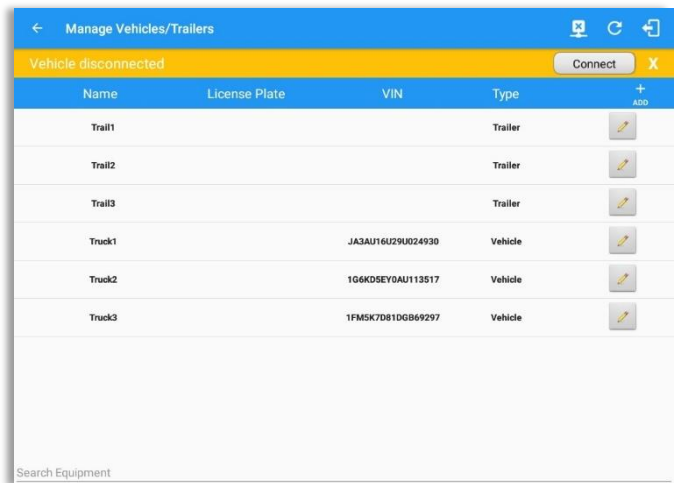 Manage Vehicles/Trailers
Vehicle disconnected Connect X
Name License Plate VIN Type + ADD
Trail1 Trailer
Trail2 Trailer
Trail3 Trailer
Truck1 JA3AU16U29U024930 Vehicle
Truck2 1G6KD5EY0AU113517 Vehicle
Truck3 1FM5K7D81DGB69297 Vehicle
Search Equipment